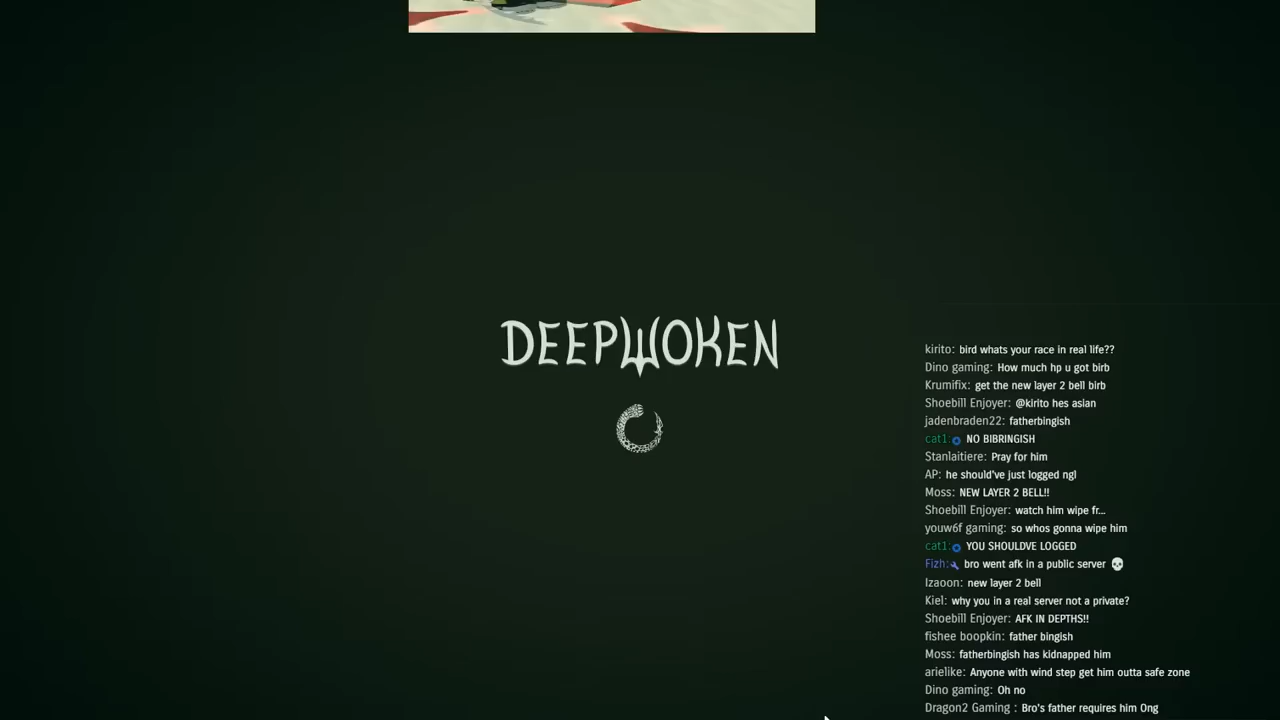 DEEPWOKEN
kirito: bird whats your race in real life??
Dino gaming: How much hp u got birb
Krumifix: get the new layer 2 bell birb
Shoebill Enjoyer: @kirito hes asian
jadenbraden22: fatherbingish
cat1: NO BIBRINGISH
Stanlaitiere: Pray for him
AP: he should've just logged ngl
Moss: NEW LAYER 2 BELL!!
Shoebill Enjoyer: watch him wipe fr...
youw6f gaming: so whos gonna wipe him
cat1: YOU SHOULDVE LOGGED
Fizh: bro went afk in a public server 💀
Izaoon: new layer 2 bell
Kiel: why you in a real server not a private?
Shoebill Enjoyer: AFK IN DEPTHS!!
fishee boopkin: father bingish
Moss: fatherbingish has kidnapped him
arielike: Anyone with wind step get him outta safe zone
Dino gaming: Oh no
Dragon2 Gaming : Bro's father requires him Ong